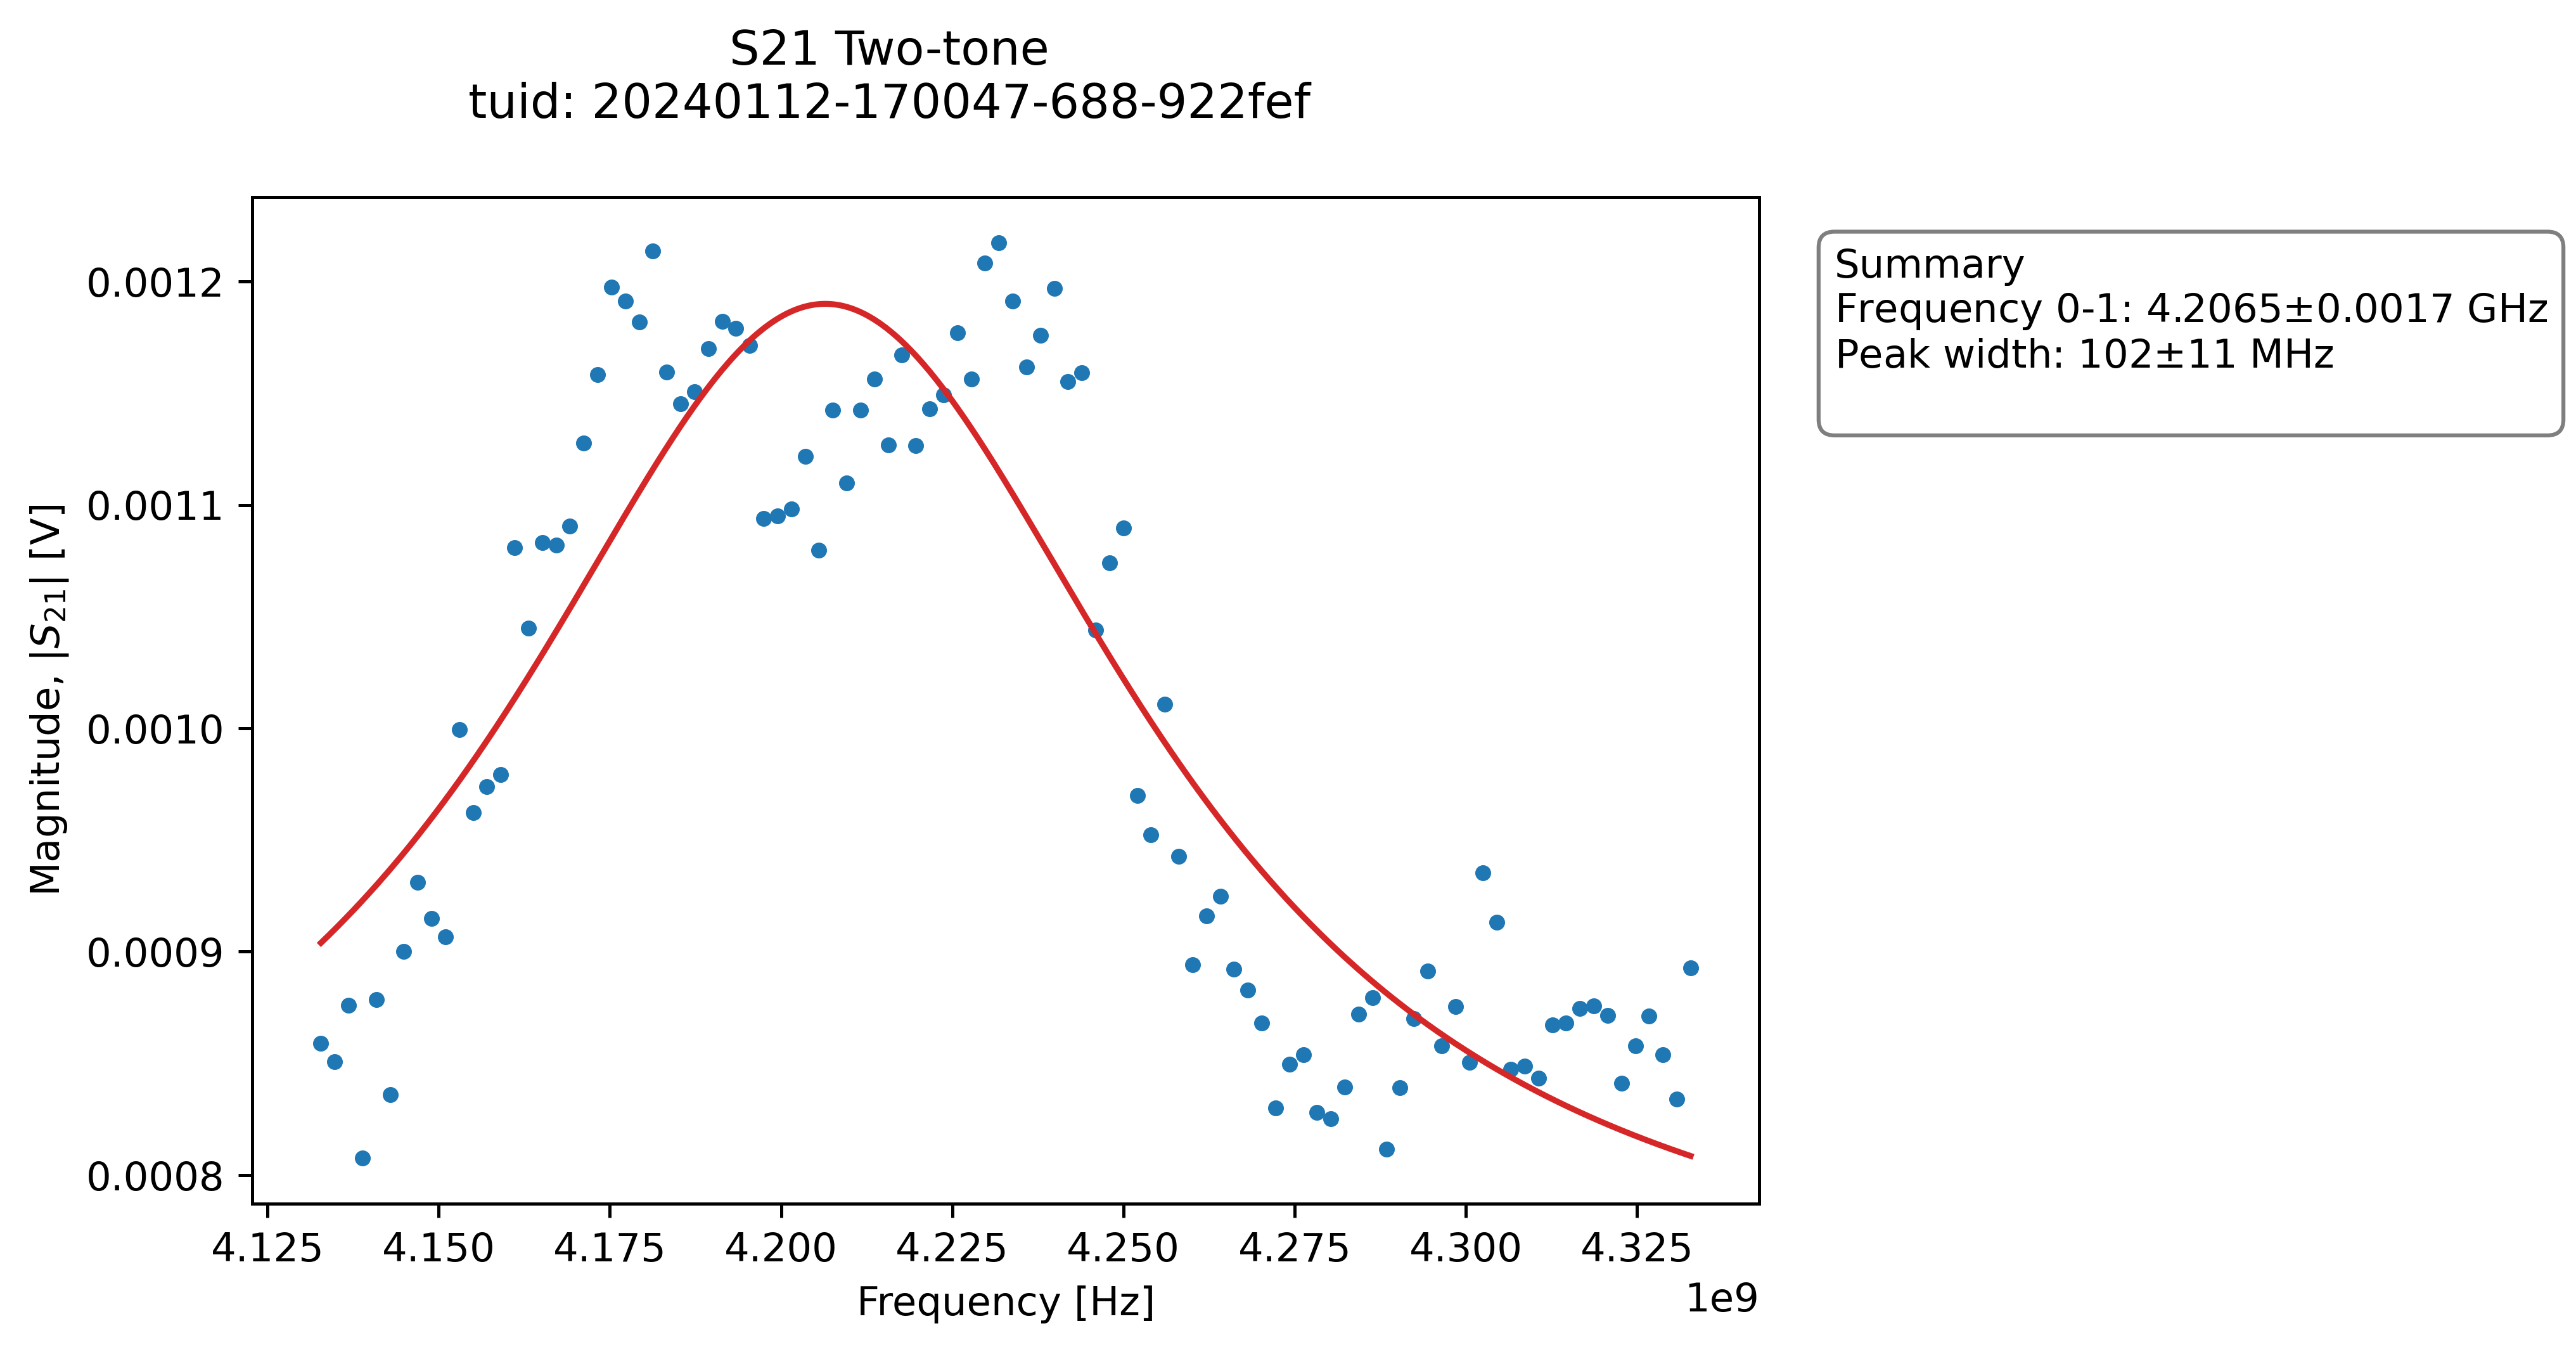 S21 Two-tone
tuid: 20240112-170047-688-922fef
Summary
Frequency 0-1: 4.2065±0.0017 GHz
Peak width: 102±11 MHz
Magnitude, |S21| [V]
0.0012
0.0011
0.0010
0.0009
0.0008
4.125 4.150 4.175 4.200 4.225 4.250 4.275 4.300 4.325
Frequency [Hz]
1e9